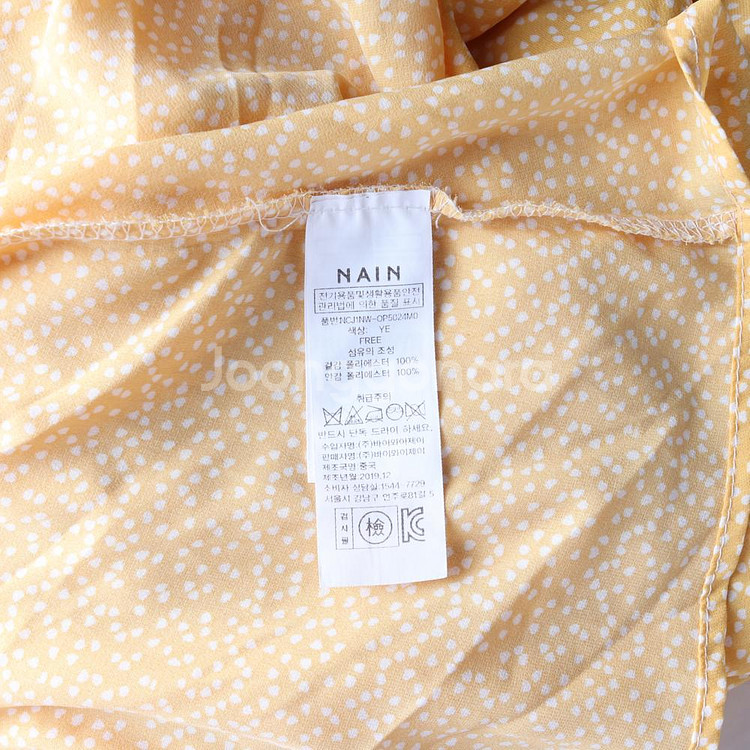 NAIN
전기용품및생활용품안전
관리법에 의한 품질 표시
품번:NCJ1NW-OP5024M0
색상: YE
FREE
섬유의 조성
겉감 폴리에스터 100%
안감 폴리에스터 100%
취급주의
반드시 단독 드라이 하세요.
수입자명:(주)바이와이제이
판매자명:(주)바이와이제이
제조국명:중국
제조년월:2019.12
소비자 상담실:1544-7729
서울시 강남구 언주로81길 5
검사원
檢